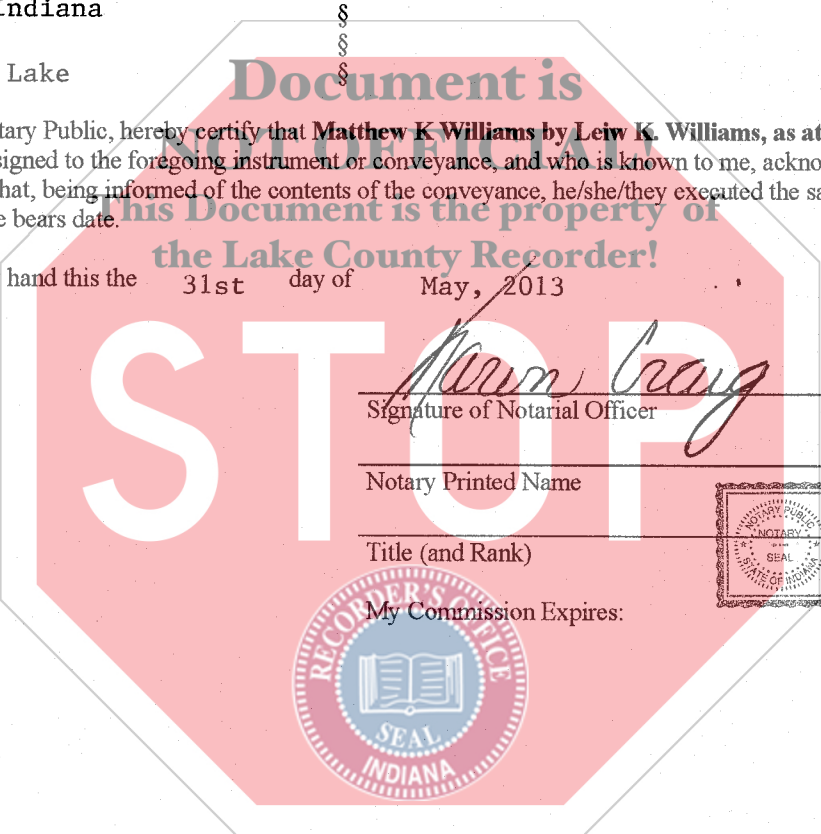 Indiana §
§
Lake §
Document is
tary Public, hereby certify that Matthew K Williams by Leiw K. Williams, as at
NOT OFFICIAL!
signed to the foregoing instrument or conveyance, and who is known to me, ackno
hat, being informed of the contents of the conveyance, he/she/they executed the sa
This Document is the property of
e bears date.
the Lake County Recorder!
hand this the 31st day of May, 2013
STOP
Karen Craig
Signature of Notarial Officer
Notary Printed Name
NOTARY PUBLIC
NOTARY
SEAL
STATE OF INDIANA
Title (and Rank)
My Commission Expires:
RECORDER'S OFFICE
SEAL
INDIANA